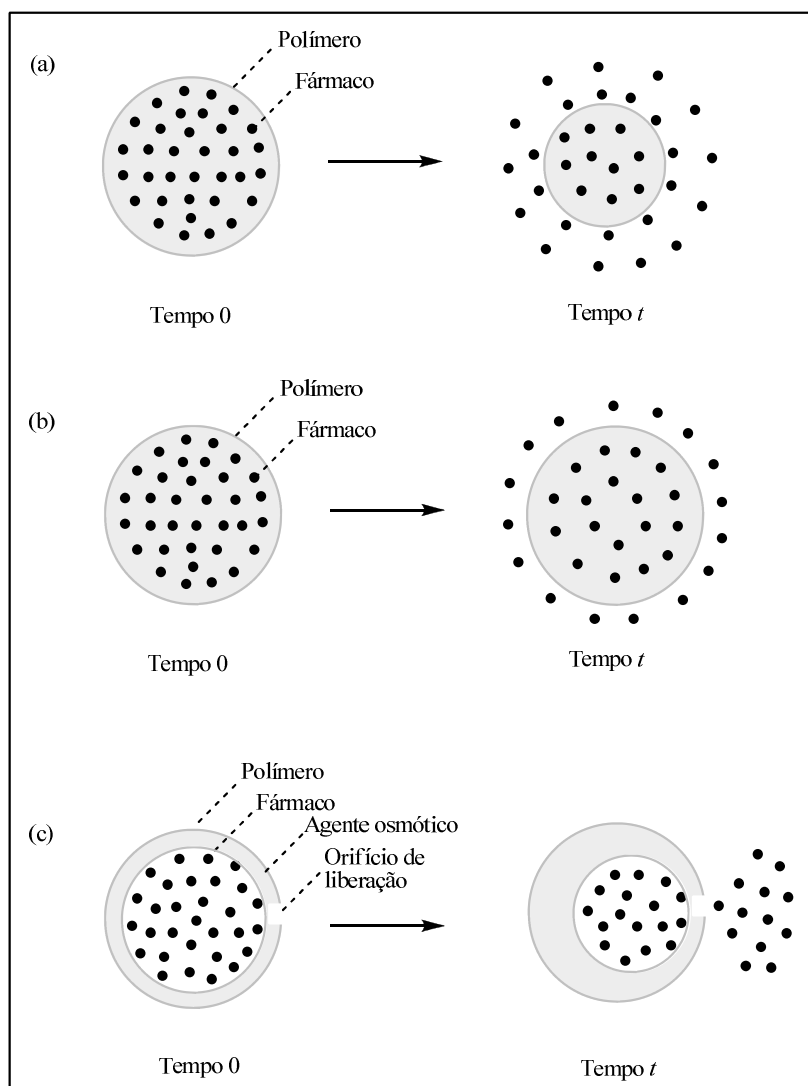 (a)
Polímero
Fármaco
Tempo 0
Tempo t
(b)
Polímero
Fármaco
Tempo 0
Tempo t
(c)
Polímero
Fármaco
Agente osmótico
Orifício de
liberação
Tempo 0
Tempo t